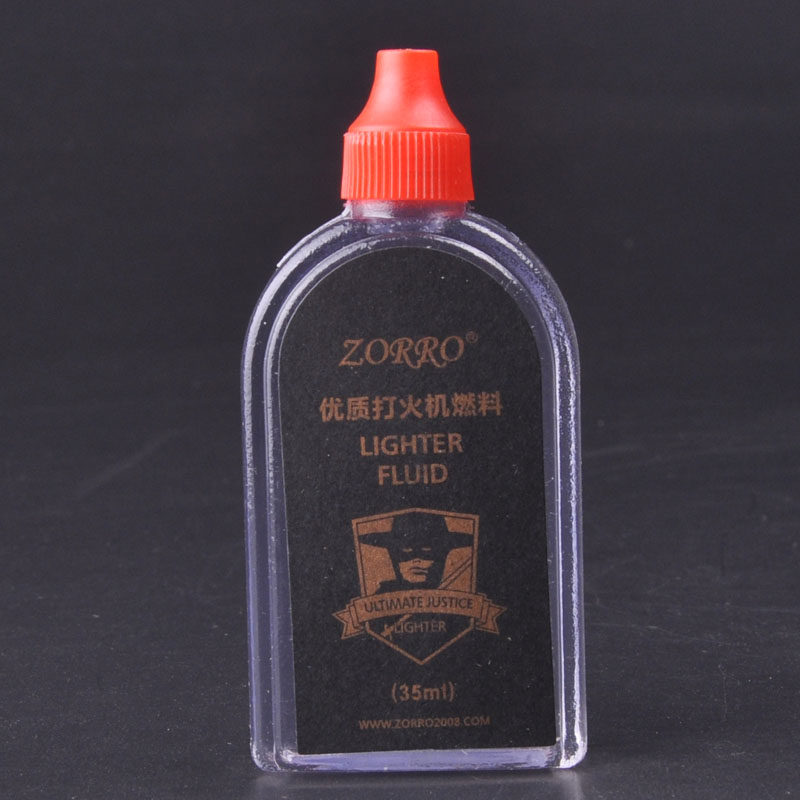 ZORRO®
优质打火机燃料
LIGHTER
FLUID
ULTIMATE JUSTICE
LIGHTER
(35ml)
WWW.ZORRO2008.COM